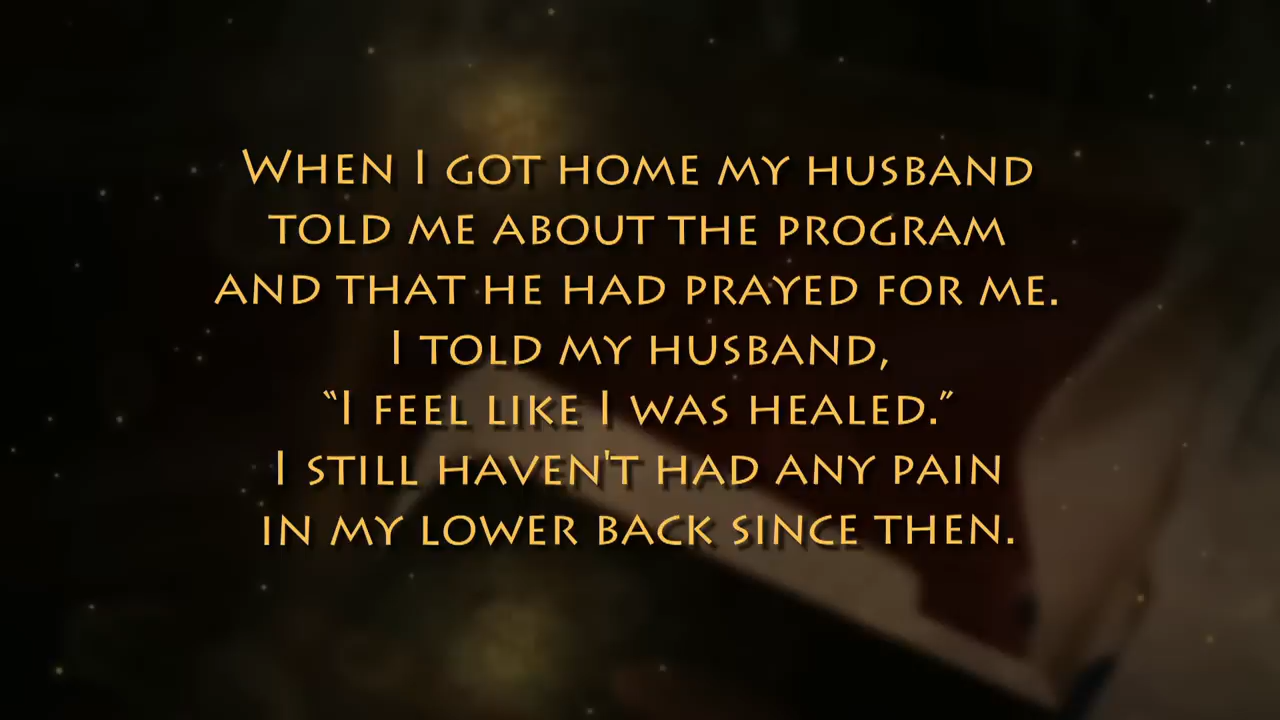 When I got home my husband
told me about the program
and that he had prayed for me.
I told my husband,
“I feel like I was healed.”
I still haven't had any pain
in my lower back since then.